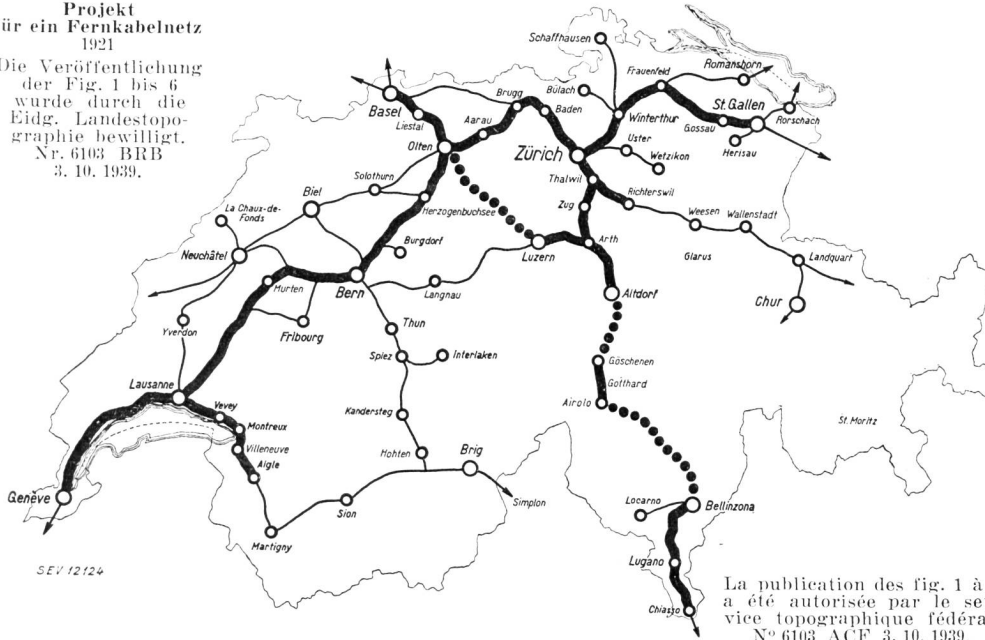 Projekt
für ein Fernkabelnetz
1921
Die Veröffentlichung
der Fig. 1 bis 6
wurde durch die
Eidg. Landestopo-
graphie bewilligt.
Nr. 6103 BRB
3. 10. 1939.
Schaffhausen
Romanshorn
Frauenfeld
Bülach
Basel
Brugg
Baden
Winterthur
St. Gallen
Rorschach
Liestal
Aarau
Gossau
Herisau
Olten
Zürich
Uster
Wetzikon
Thalwil
Solothurn
Richterswil
Biel
Herzogenbuchsee
Zug
Weesen
Wallenstadt
La Chaux-de-
Fonds
Burgdorf
Luzern
Arth
Glarus
Landquart
Neuchâtel
Murten
Bern
Langnau
Altdorf
Chur
Yverdon
Fribourg
Thun
Spiez
Interlaken
Göschenen
Gotthard
Lausanne
Kandersteg
Airolo
Vevey
Montreux
St. Moritz
Villeneuve
Aigle
Hohten
Brig
Genève
Sion
Simplon
Locarno
Bellinzona
Martigny
Lugano
SEV 12124
Chiasso
La publication des fig. 1 à
a été autorisée par le se
vice topographique fédéra
No 6103 ACF 3. 10. 1939.